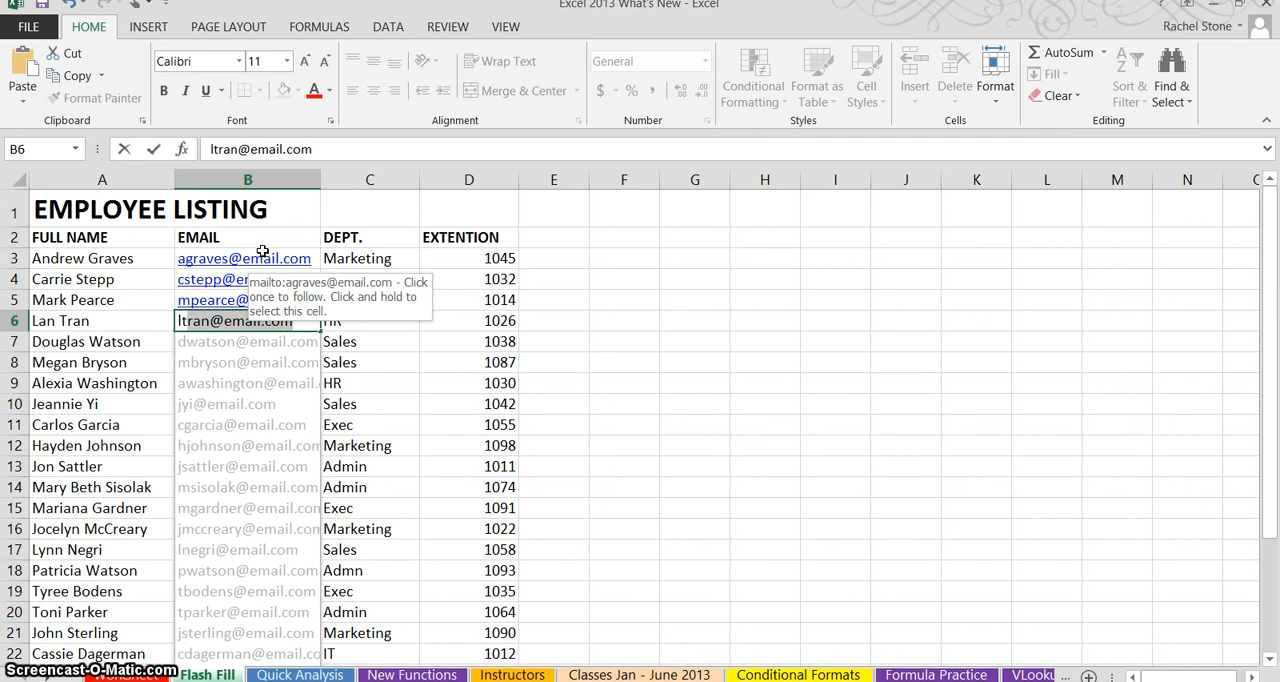 Excel 2013 What's New - Excel
FILE HOME INSERT PAGE LAYOUT FORMULAS DATA REVIEW VIEW Rachel Stone
Cut
Copy
Format Painter
Paste
Clipboard
Calibri 11
B I U A
Font
Wrap Text
Merge & Center
Alignment
General
$ % ,
Number
Conditional Formatting
Format as Table
Cell Styles
Styles
Insert Delete Format
Cells
AutoSum
Fill
Clear
Sort & Filter
Find & Select
Editing
B6 fx ltran@email.com
A B C D E F G H I J K L M N
1 EMPLOYEE LISTING
2 FULL NAME EMAIL DEPT. EXTENTION
3 Andrew Graves agraves@email.com Marketing 1045
4 Carrie Stepp cstepp@e 1032
5 Mark Pearce mpearce@ 1014
mailto:agraves@email.com - Click
once to follow. Click and hold to
select this cell.
6 Lan Tran ltran@email.com HR 1026
7 Douglas Watson dwatson@email.com Sales 1038
8 Megan Bryson mbryson@email.com Sales 1087
9 Alexia Washington awashington@email. HR 1030
10 Jeannie Yi jyi@email.com Sales 1042
11 Carlos Garcia cgarcia@email.com Exec 1055
12 Hayden Johnson hjohnson@email.com Marketing 1098
13 Jon Sattler jsattler@email.com Admin 1011
14 Mary Beth Sisolak msisolak@email.com Admin 1074
15 Mariana Gardner mgardner@email.com Exec 1091
16 Jocelyn McCreary jmccreary@email.com Marketing 1022
17 Lynn Negri lnegri@email.com Sales 1058
18 Patricia Watson pwatson@email.com Admn 1093
19 Tyree Bodens tbodens@email.com Exec 1035
20 Toni Parker tparker@email.com Admin 1064
21 John Sterling jsterling@email.com Marketing 1090
22 Cassie Dagerman cdagerman@email.co IT 1012
Screencast-O-Matic.com
Flash Fill Quick Analysis New Functions Instructors Classes Jan - June 2013 Conditional Formats Formula Practice VLooku ...